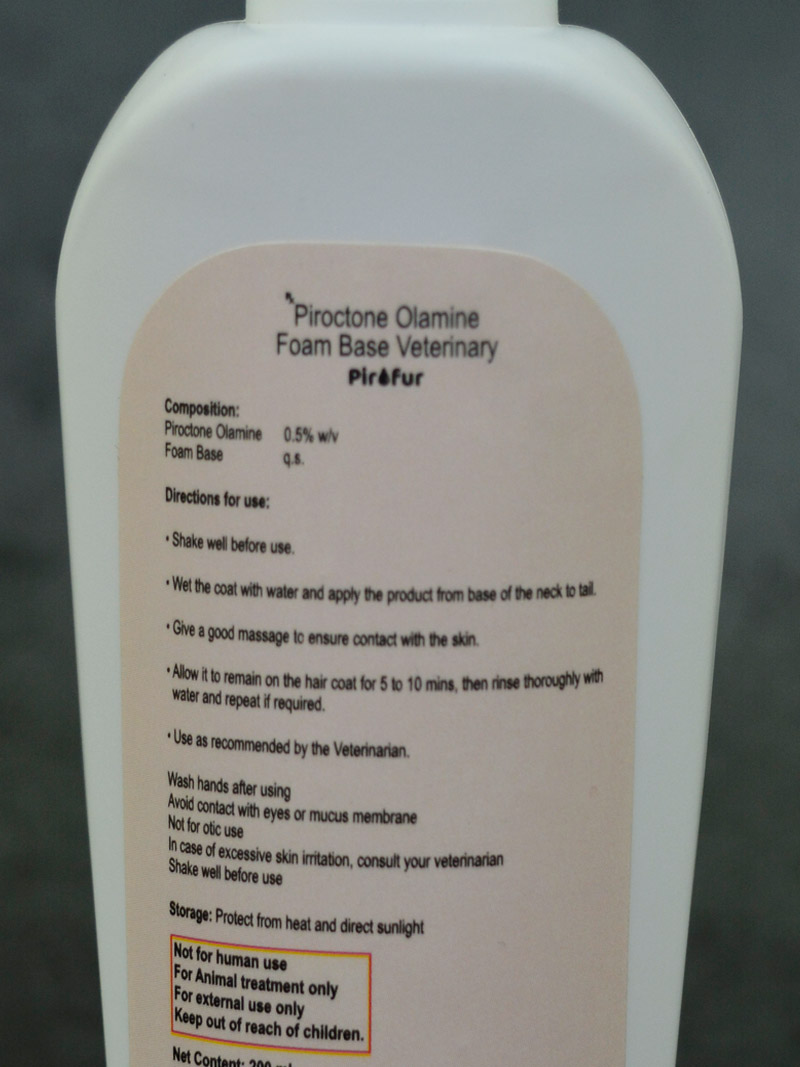 Piroctone Olamine
Foam Base Veterinary
Pirofur
Composition:
Piroctone Olamine 0.5% w/v
Foam Base q.s.
Directions for use:
• Shake well before use.
• Wet the coat with water and apply the product from base of the neck to tail.
• Give a good massage to ensure contact with the skin.
• Allow it to remain on the hair coat for 5 to 10 mins, then rinse thoroughly with
water and repeat if required.
• Use as recommended by the Veterinarian.
Wash hands after using
Avoid contact with eyes or mucus membrane
Not for otic use
In case of excessive skin irritation, consult your veterinarian
Shake well before use
Storage: Protect from heat and direct sunlight
Not for human use
For Animal treatment only
For external use only
Keep out of reach of children.
Net Content: 200 ml